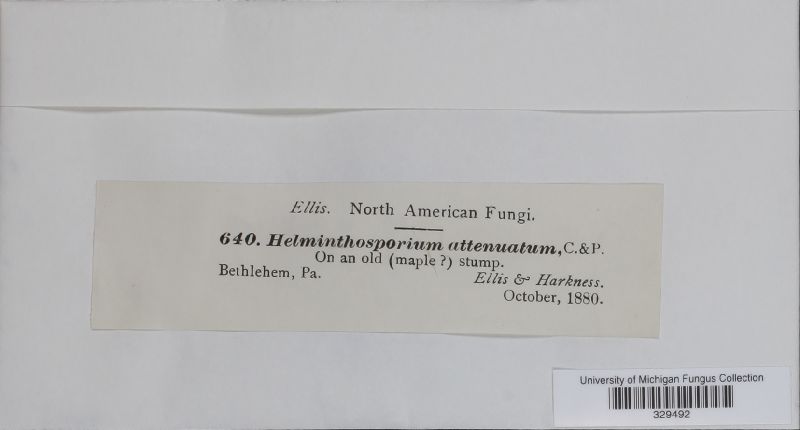 Ellis. North American Fungi.
640. Helminthosporium attenuatum, C. & P.
On an old (maple ?) stump.
Bethlehem, Pa.
Ellis & Harkness.
October, 1880.
University of Michigan Fungus Collection
329492